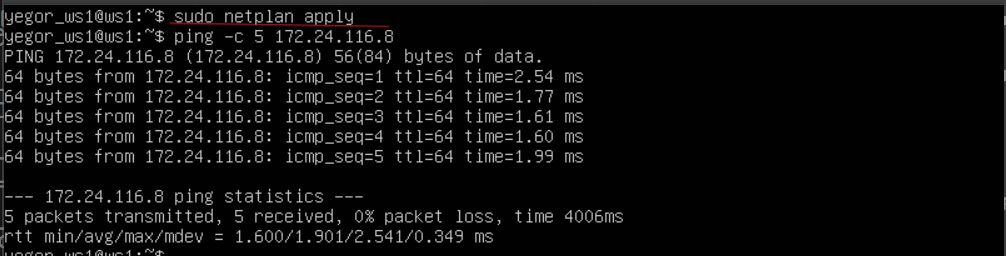 yegor_ws1@ws1:~$ sudo netplan apply
yegor_ws1@ws1:~$ ping -c 5 172.24.116.8
PING 172.24.116.8 (172.24.116.8) 56(84) bytes of data.
64 bytes from 172.24.116.8: icmp_seq=1 ttl=64 time=2.54 ms
64 bytes from 172.24.116.8: icmp_seq=2 ttl=64 time=1.77 ms
64 bytes from 172.24.116.8: icmp_seq=3 ttl=64 time=1.61 ms
64 bytes from 172.24.116.8: icmp_seq=4 ttl=64 time=1.60 ms
64 bytes from 172.24.116.8: icmp_seq=5 ttl=64 time=1.99 ms
--- 172.24.116.8 ping statistics ---
5 packets transmitted, 5 received, 0% packet loss, time 4006ms
rtt min/avg/max/mdev = 1.600/1.901/2.541/0.349 ms
yegor_ws1@ws1:~$